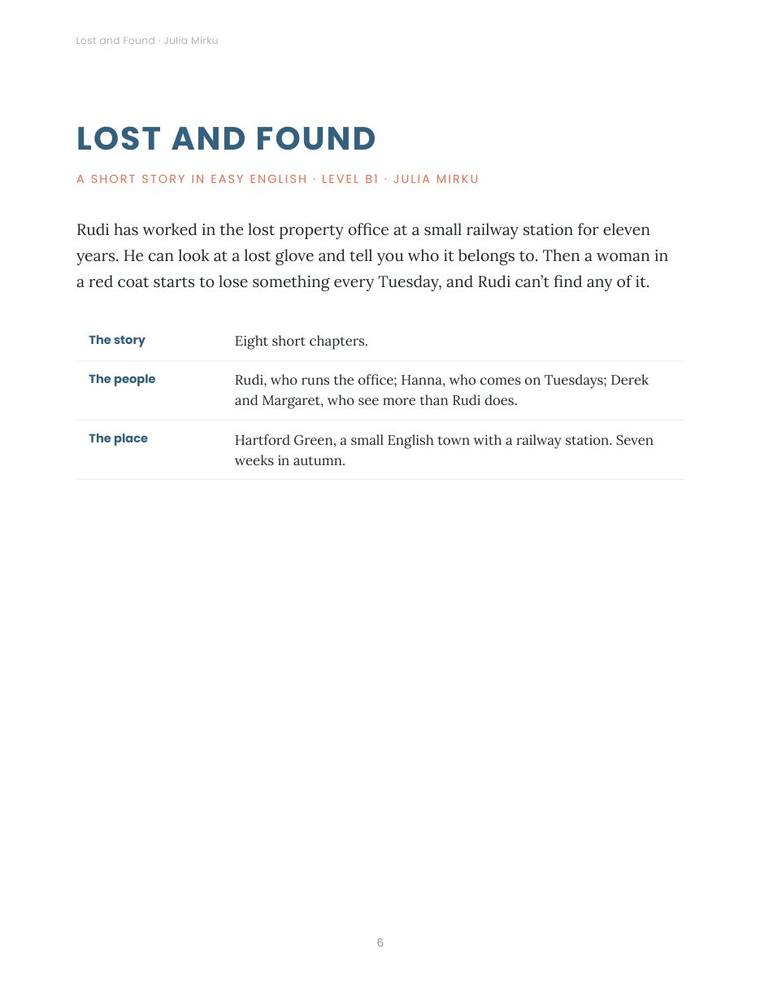 Lost and Found · Julia Mirku
LOST AND FOUND
A SHORT STORY IN EASY ENGLISH · LEVEL B1 · JULIA MIRKU
Rudi has worked in the lost property office at a small railway station for eleven
years. He can look at a lost glove and tell you who it belongs to. Then a woman in
a red coat starts to lose something every Tuesday, and Rudi can’t find any of it.
The story
Eight short chapters.
The people
Rudi, who runs the office; Hanna, who comes on Tuesdays; Derek
and Margaret, who see more than Rudi does.
The place
Hartford Green, a small English town with a railway station. Seven
weeks in autumn.
6